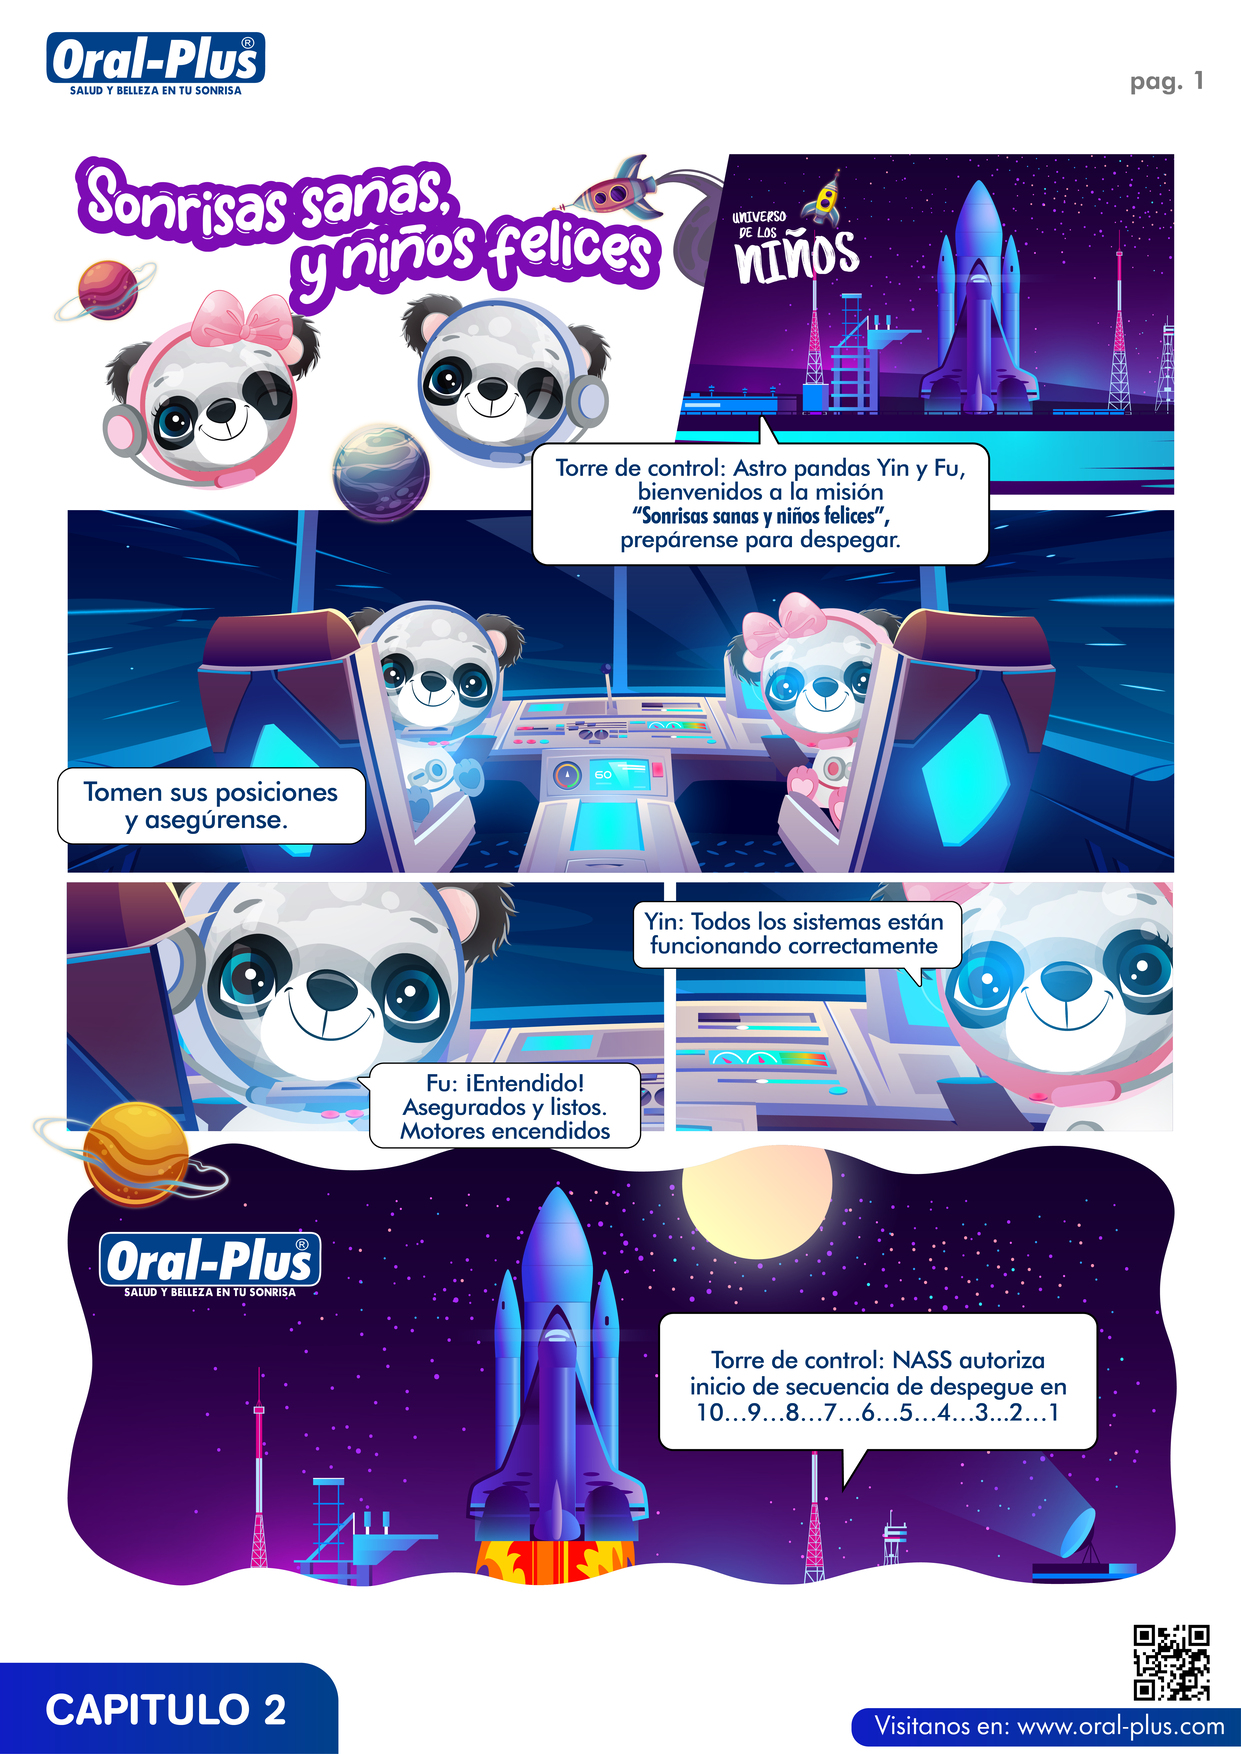 Oral-Plus®
SALUD Y BELLEZA EN TU SONRISA
pag. 1
Sonrisas sanas,
y niños felices
UNIVERSO
DE LOS
NIÑOS
Torre de control: Astro pandas Yin y Fu,
bienvenidos a la misión
“Sonrisas sanas y niños felices”,
prepárense para despegar.
60
Tomen sus posiciones
y asegúrense.
Yin: Todos los sistemas están
funcionando correctamente
Fu: ¡Entendido!
Asegurados y listos.
Motores encendidos
Oral-Plus®
SALUD Y BELLEZA EN TU SONRISA
Torre de control: NASS autoriza
inicio de secuencia de despegue en
10...9...8...7...6...5...4...3...2...1
CAPITULO 2
Visitanos en: www.oral-plus.com